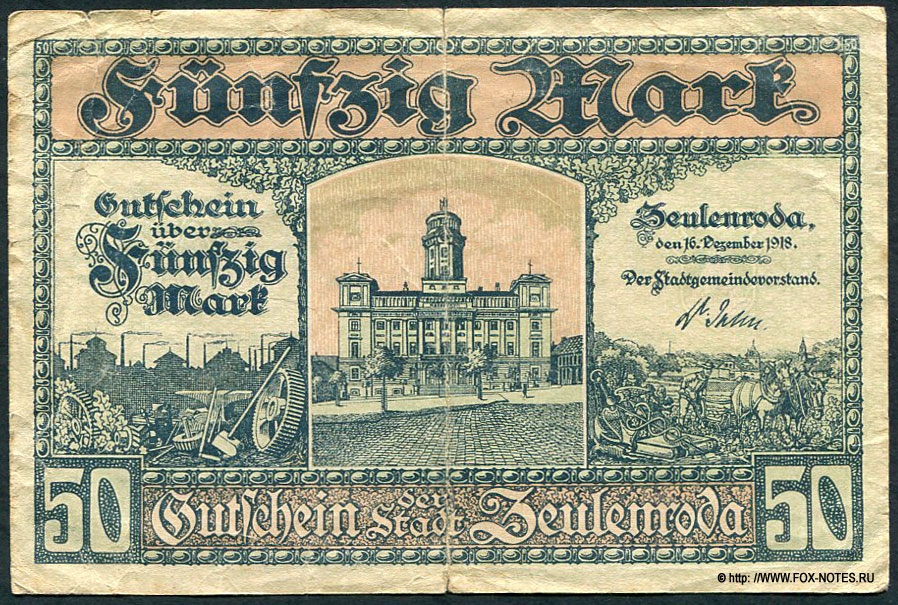 50 50
Fünfzig Mark
Gutschein
über
Fünfzig
Mark
Zeulenroda,
den 16. Dezember 1918.
Der Stadtgemeindevorstand.
50 Gutschein der Stadt Zeulenroda 50
© http: //WWW.FOX-NOTES.RU